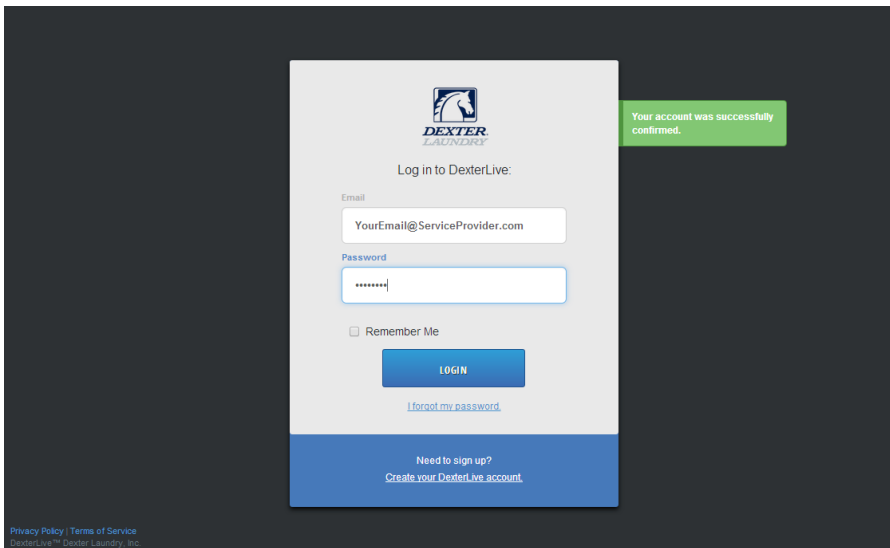 DEXTER
LAUNDRY
Your account was successfully
confirmed.
Log in to DexterLive:
Email
YourEmail@ServiceProvider.com
Password
••••••••
Remember Me
LOGIN
I forgot my password.
Need to sign up?
Create your DexterLive account.
Privacy Policy | Terms of Service
DexterLive™ Dexter Laundry, Inc.